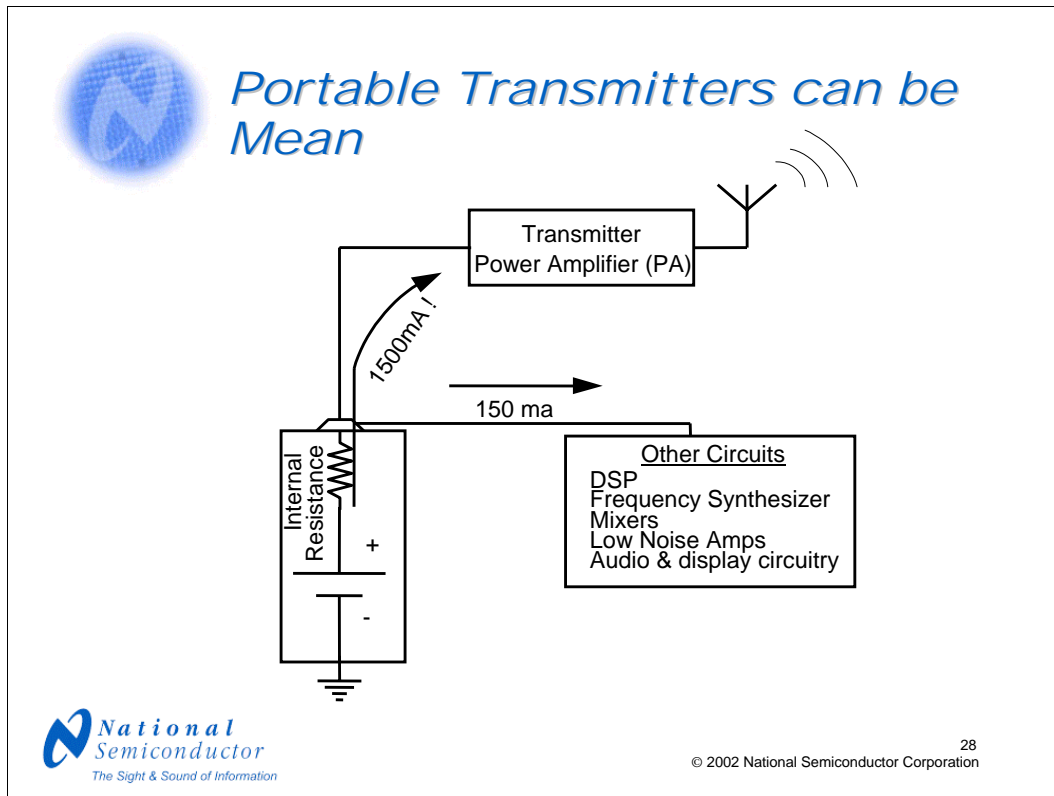 Portable Transmitters can be
Mean
Transmitter
Power Amplifier (PA)
1500mA !
150 ma
Internal
Resistance
+
-
Other Circuits
DSP
Frequency Synthesizer
Mixers
Low Noise Amps
Audio & display circuitry
National
Semiconductor
The Sight & Sound of Information
28
© 2002 National Semiconductor Corporation